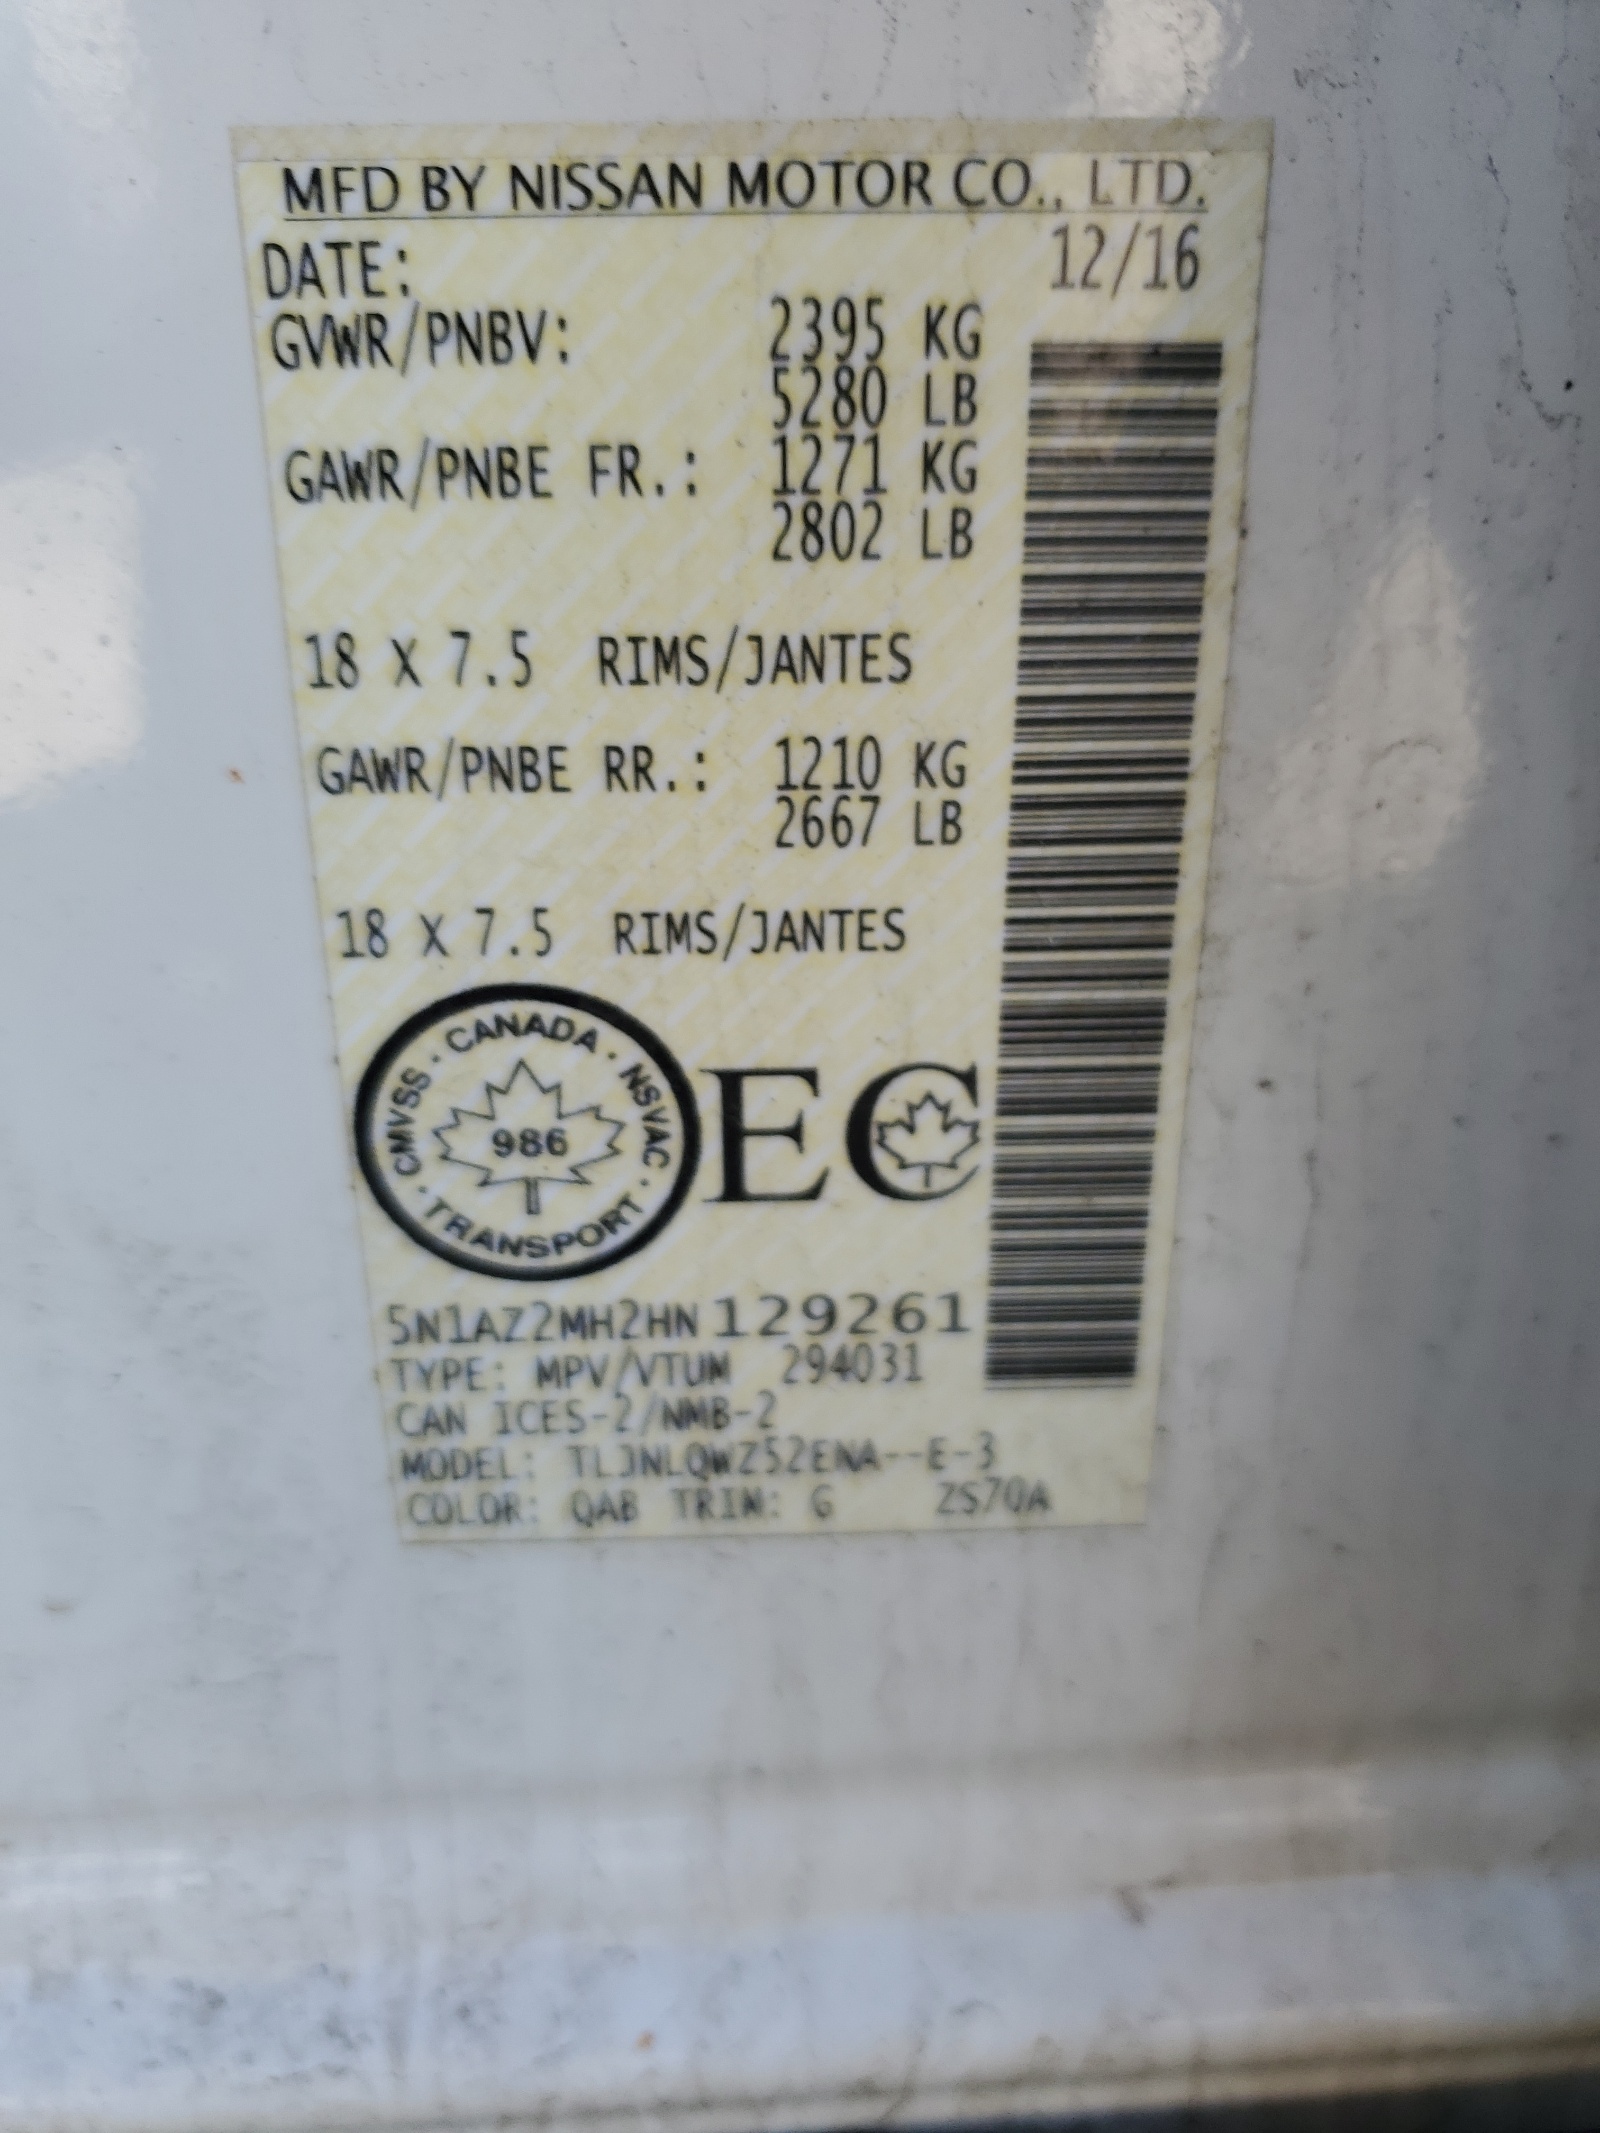 MFD BY NISSAN MOTOR CO., LTD.
DATE: 12/16
GVWR/PNBV: 2395 KG
5280 LB
GAWR/PNBE FR.: 1271 KG
2802 LB
18 X 7.5 RIMS/JANTES
GAWR/PNBE RR.: 1210 KG
2667 LB
18 X 7.5 RIMS/JANTES
CANADA · NSVAC · TRANSPORT · CMVSS ·
986
EC
5N1AZ2MH2HN129261
TYPE: MPV/VTUM 294031
CAN ICES-2/NMB-2
MODEL: TLJNLQWZ52ENA--E-3
COLOR: QAB TRIM: G ZS70A